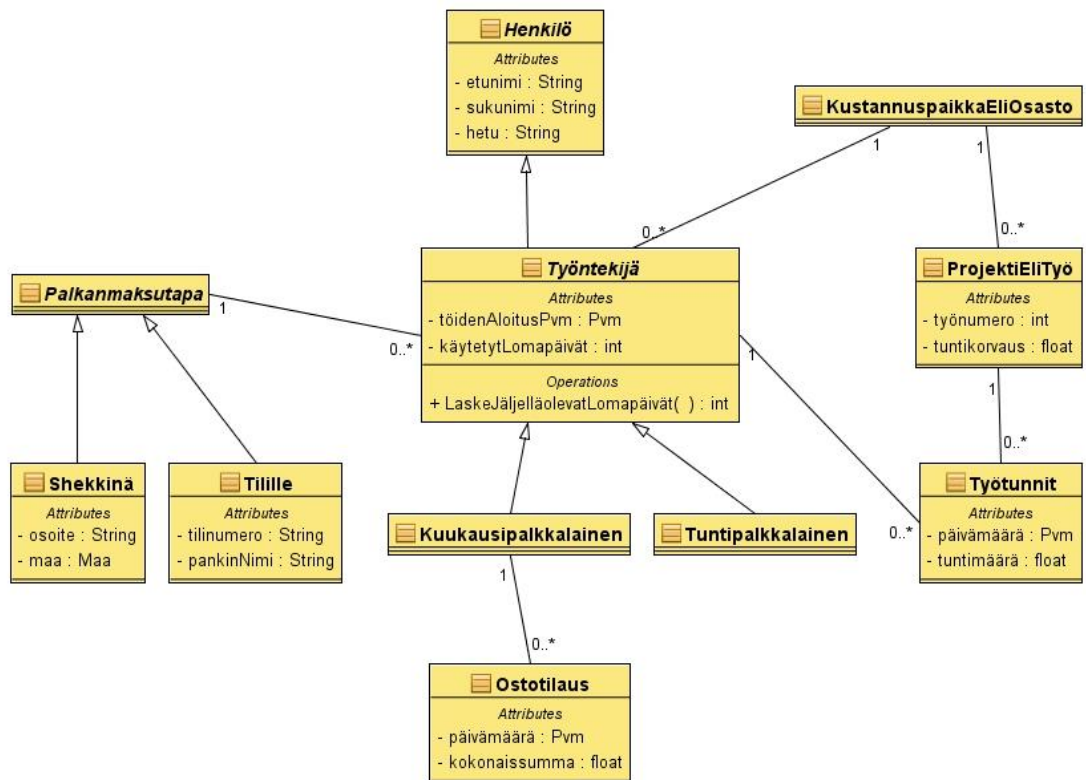 Henkilö
Attributes
- etunimi : String
- sukunimi : String
- hetu : String
KustannuspaikkaEliOsasto
1
1
0..*
0..*
Työntekijä
Attributes
- töidenAloitusPvm : Pvm
- käytetytLomapäivät : int
Operations
+ LaskeJäljelläolevatLomapäivät( ) : int
Palkanmaksutapa
1
0..*
1
ProjektiEliTyö
Attributes
- työnumero : int
- tuntikorvaus : float
1
0..*
Shekkinä
Attributes
- osoite : String
- maa : Maa
Tilille
Attributes
- tilinumero : String
- pankinNimi : String
Kuukausipalkkalainen
Tuntipalkkalainen
0..*
Työtunnit
Attributes
- päivämäärä : Pvm
- tuntimäärä : float
1
0..*
Ostotilaus
Attributes
- päivämäärä : Pvm
- kokonaissumma : float